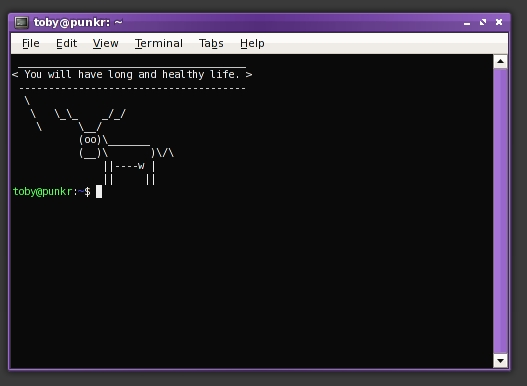 toby@punkr: ~
File Edit View Terminal Tabs Help
 ______________________________________
< You will have long and healthy life. >
 --------------------------------------
  \
   \   \_\_    _/_/
    \      \__/
           (oo)\_______
           (__)\       )\/\
               ||----w |
               ||     ||
toby@punkr:~$